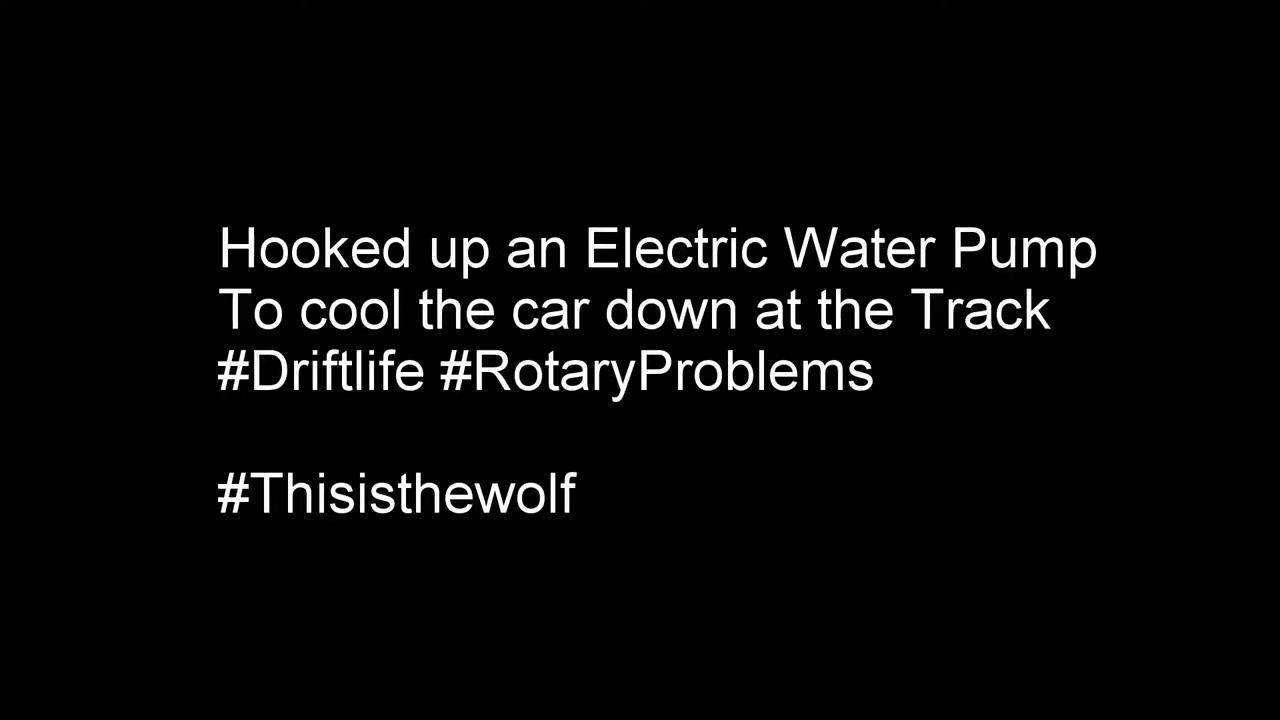 Hooked up an Electric Water Pump
To cool the car down at the Track
#Driftlife #RotaryProblems
#Thisisthewolf